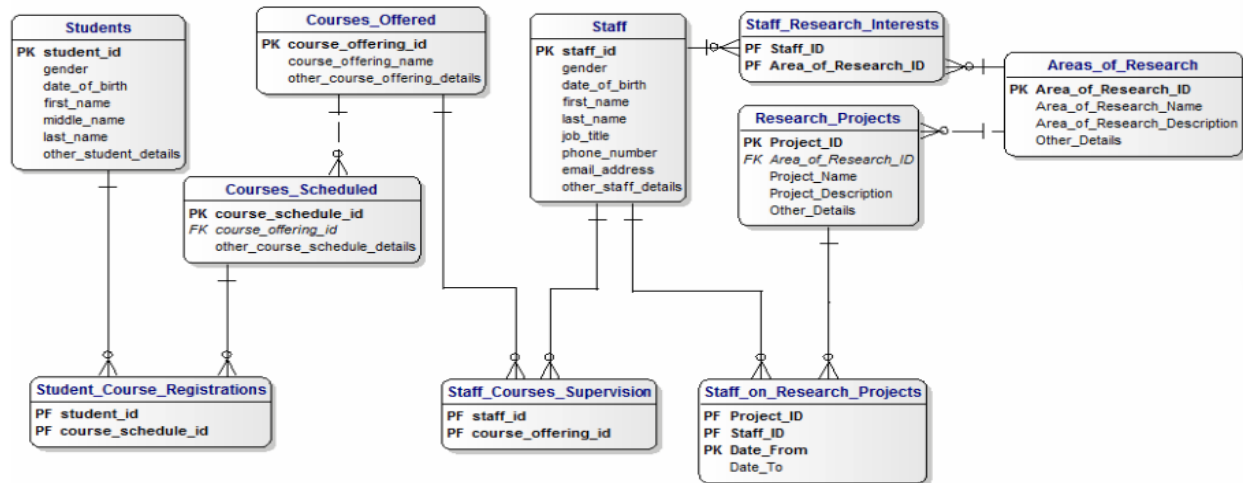 Students
PK student_id
gender
date_of_birth
first_name
middle_name
last_name
other_student_details
Courses_Offered
PK course_offering_id
course_offering_name
other_course_offering_details
Staff
PK staff_id
gender
date_of_birth
first_name
last_name
job_title
phone_number
email_address
other_staff_details
Staff_Research_Interests
PF Staff_ID
PF Area_of_Research_ID
Areas_of_Research
PK Area_of_Research_ID
Area_of_Research_Name
Area_of_Research_Description
Other_Details
Research_Projects
PK Project_ID
FK Area_of_Research_ID
Project_Name
Project_Description
Other_Details
Courses_Scheduled
PK course_schedule_id
FK course_offering_id
other_course_schedule_details
Student_Course_Registrations
PF student_id
PF course_schedule_id
Staff_Courses_Supervision
PF staff_id
PF course_offering_id
Staff_on_Research_Projects
PF Project_ID
PF Staff_ID
PK Date_From
Date_To